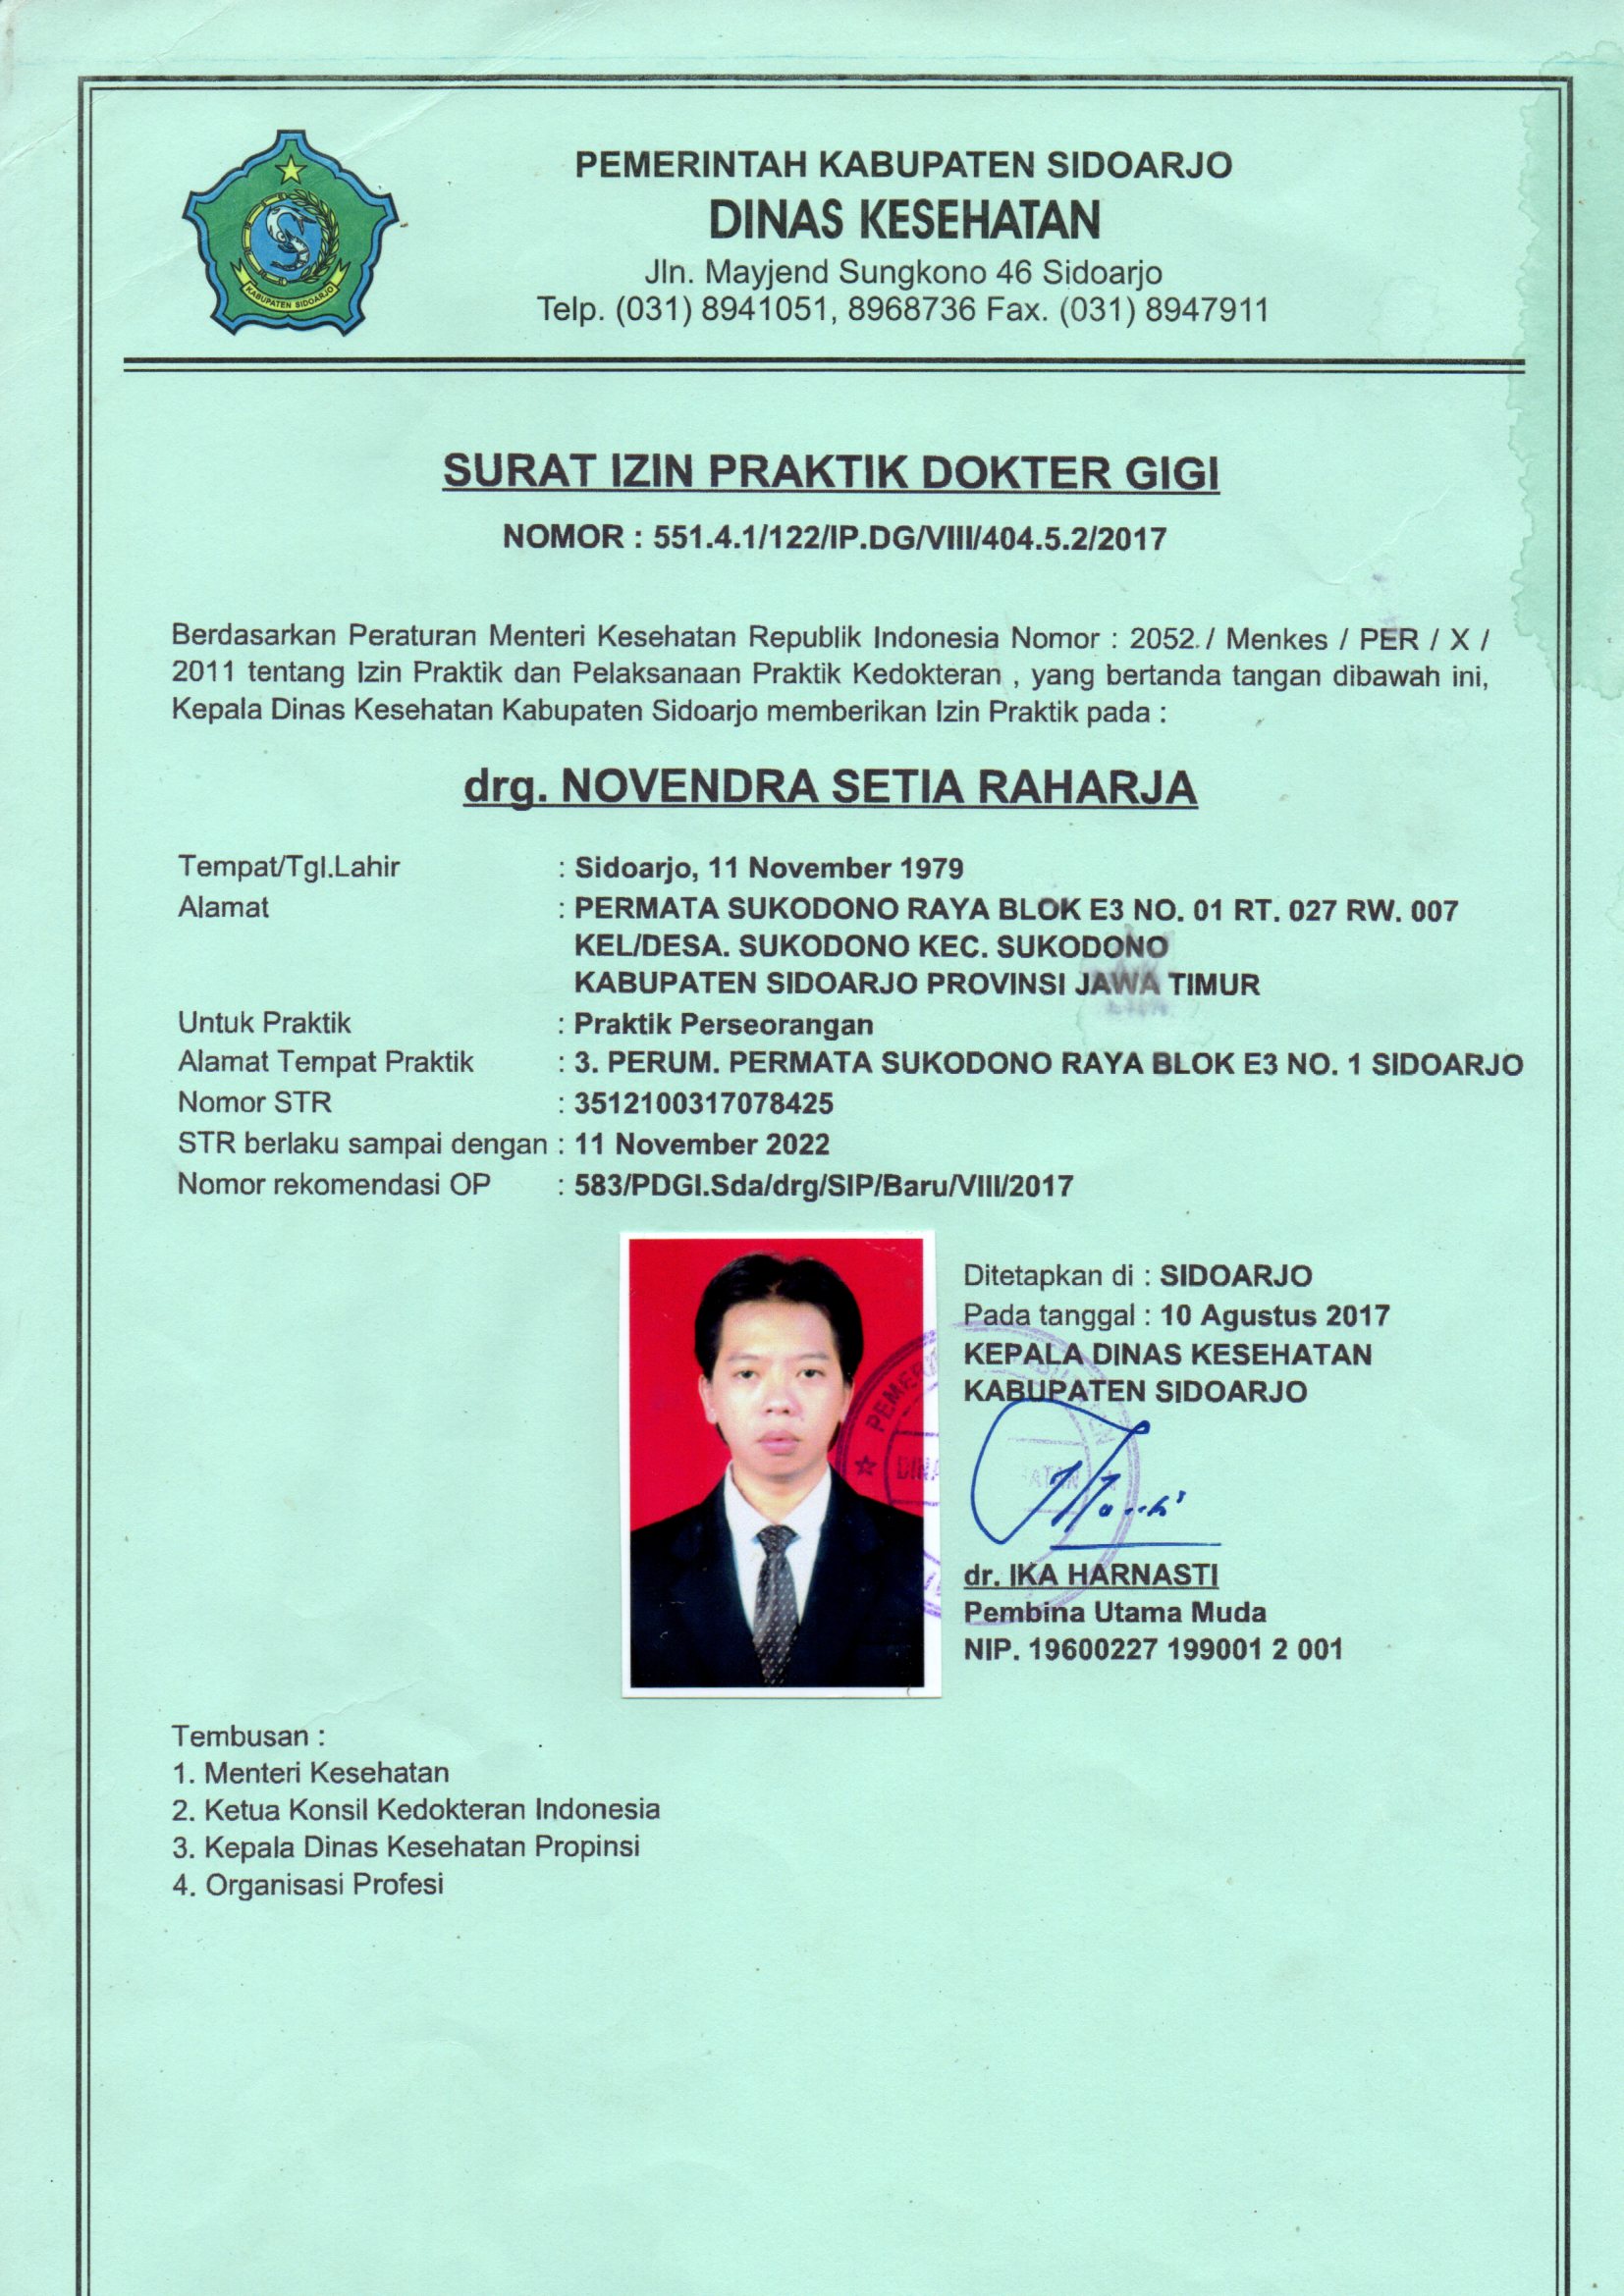 KABUPATEN SIDOARJO
PEMERINTAH KABUPATEN SIDOARJO
DINAS KESEHATAN
Jln. Mayjend Sungkono 46 Sidoarjo
Telp. (031) 8941051, 8968736 Fax. (031) 8947911
SURAT IZIN PRAKTIK DOKTER GIGI
NOMOR : 551.4.1/122/IP.DG/VIII/404.5.2/2017
Berdasarkan Peraturan Menteri Kesehatan Republik Indonesia Nomor : 2052 / Menkes / PER / X /
2011 tentang Izin Praktik dan Pelaksanaan Praktik Kedokteran , yang bertanda tangan dibawah ini,
Kepala Dinas Kesehatan Kabupaten Sidoarjo memberikan Izin Praktik pada :
drg. NOVENDRA SETIA RAHARJA
Tempat/Tgl.Lahir : Sidoarjo, 11 November 1979
Alamat : PERMATA SUKODONO RAYA BLOK E3 NO. 01 RT. 027 RW. 007
KEL/DESA. SUKODONO KEC. SUKODONO
KABUPATEN SIDOARJO PROVINSI JAWA TIMUR
Untuk Praktik : Praktik Perseorangan
Alamat Tempat Praktik : 3. PERUM. PERMATA SUKODONO RAYA BLOK E3 NO. 1 SIDOARJO
Nomor STR : 3512100317078425
STR berlaku sampai dengan : 11 November 2022
Nomor rekomendasi OP : 583/PDGI.Sda/drg/SIP/Baru/VIII/2017
Ditetapkan di : SIDOARJO
Pada tanggal : 10 Agustus 2017
KEPALA DINAS KESEHATAN
KABUPATEN SIDOARJO
dr. IKA HARNASTI
Pembina Utama Muda
NIP. 19600227 199001 2 001
Tembusan :
1. Menteri Kesehatan
2. Ketua Konsil Kedokteran Indonesia
3. Kepala Dinas Kesehatan Propinsi
4. Organisasi Profesi